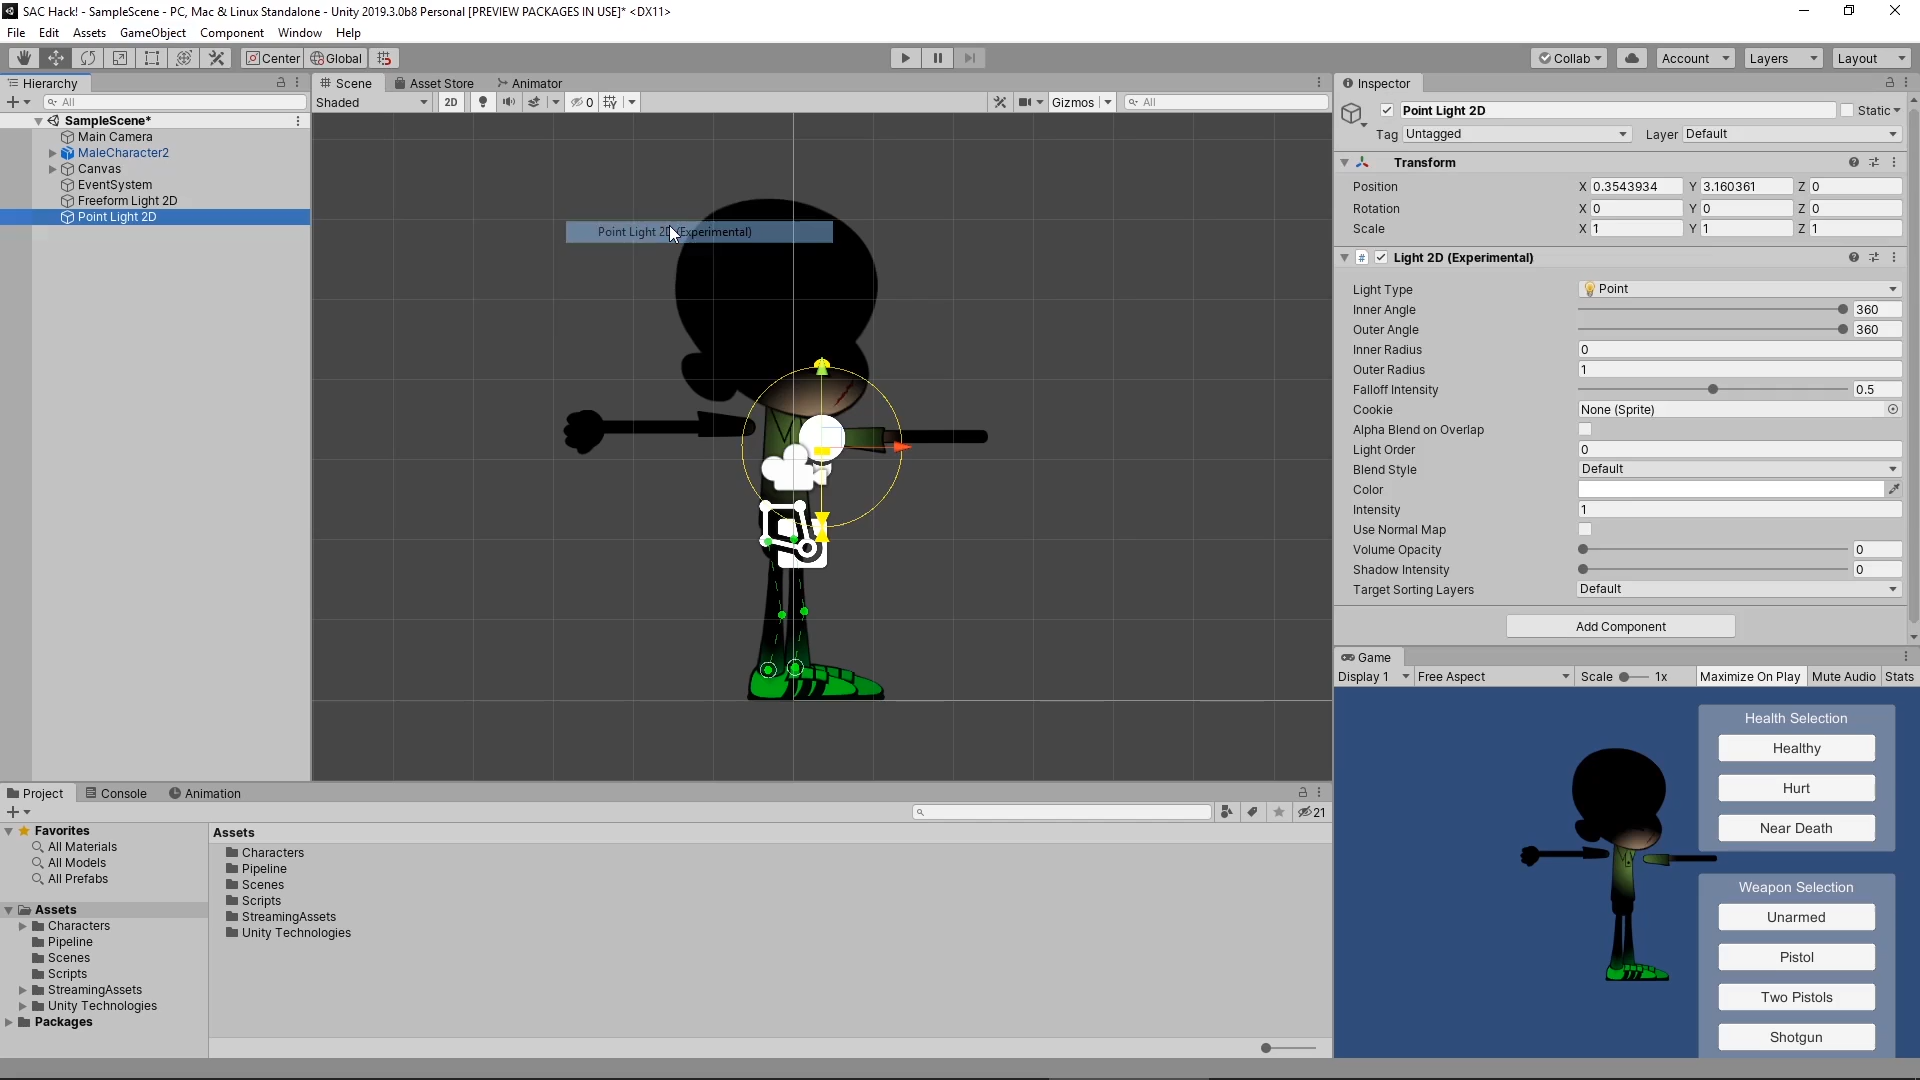 SAC Hack! - SampleScene - PC, Mac & Linux Standalone - Unity 2019.3.0b8 Personal [PREVIEW PACKAGES IN USE]* <DX11>
File Edit Assets GameObject Component Window Help
Center Global Collab Account Layers Layout
Hierarchy
All
SampleScene*
Main Camera
MaleCharacter2
Canvas
EventSystem
Freeform Light 2D
Point Light 2D
Scene Asset Store Animator
Shaded 2D 0 Gizmos All
Point Light 2D (Experimental)
Inspector
Point Light 2D Static
Tag Untagged Layer Default
Transform
Position X 0.3543934 Y 3.160361 Z 0
Rotation X 0 Y 0 Z 0
Scale X 1 Y 1 Z 1
# Light 2D (Experimental)
Light Type Point
Inner Angle 360
Outer Angle 360
Inner Radius 0
Outer Radius 1
Falloff Intensity 0.5
Cookie None (Sprite)
Alpha Blend on Overlap
Light Order 0
Blend Style Default
Color
Intensity 1
Use Normal Map
Volume Opacity 0
Shadow Intensity 0
Target Sorting Layers Default
Add Component
Game
Display 1 Free Aspect Scale 1x Maximize On Play Mute Audio Stats
Health Selection
Healthy
Hurt
Near Death
Weapon Selection
Unarmed
Pistol
Two Pistols
Shotgun
Project Console Animation
21
Favorites
All Materials
All Models
All Prefabs
Assets
Characters
Pipeline
Scenes
Scripts
StreamingAssets
Unity Technologies
Packages
Assets
Characters
Pipeline
Scenes
Scripts
StreamingAssets
Unity Technologies